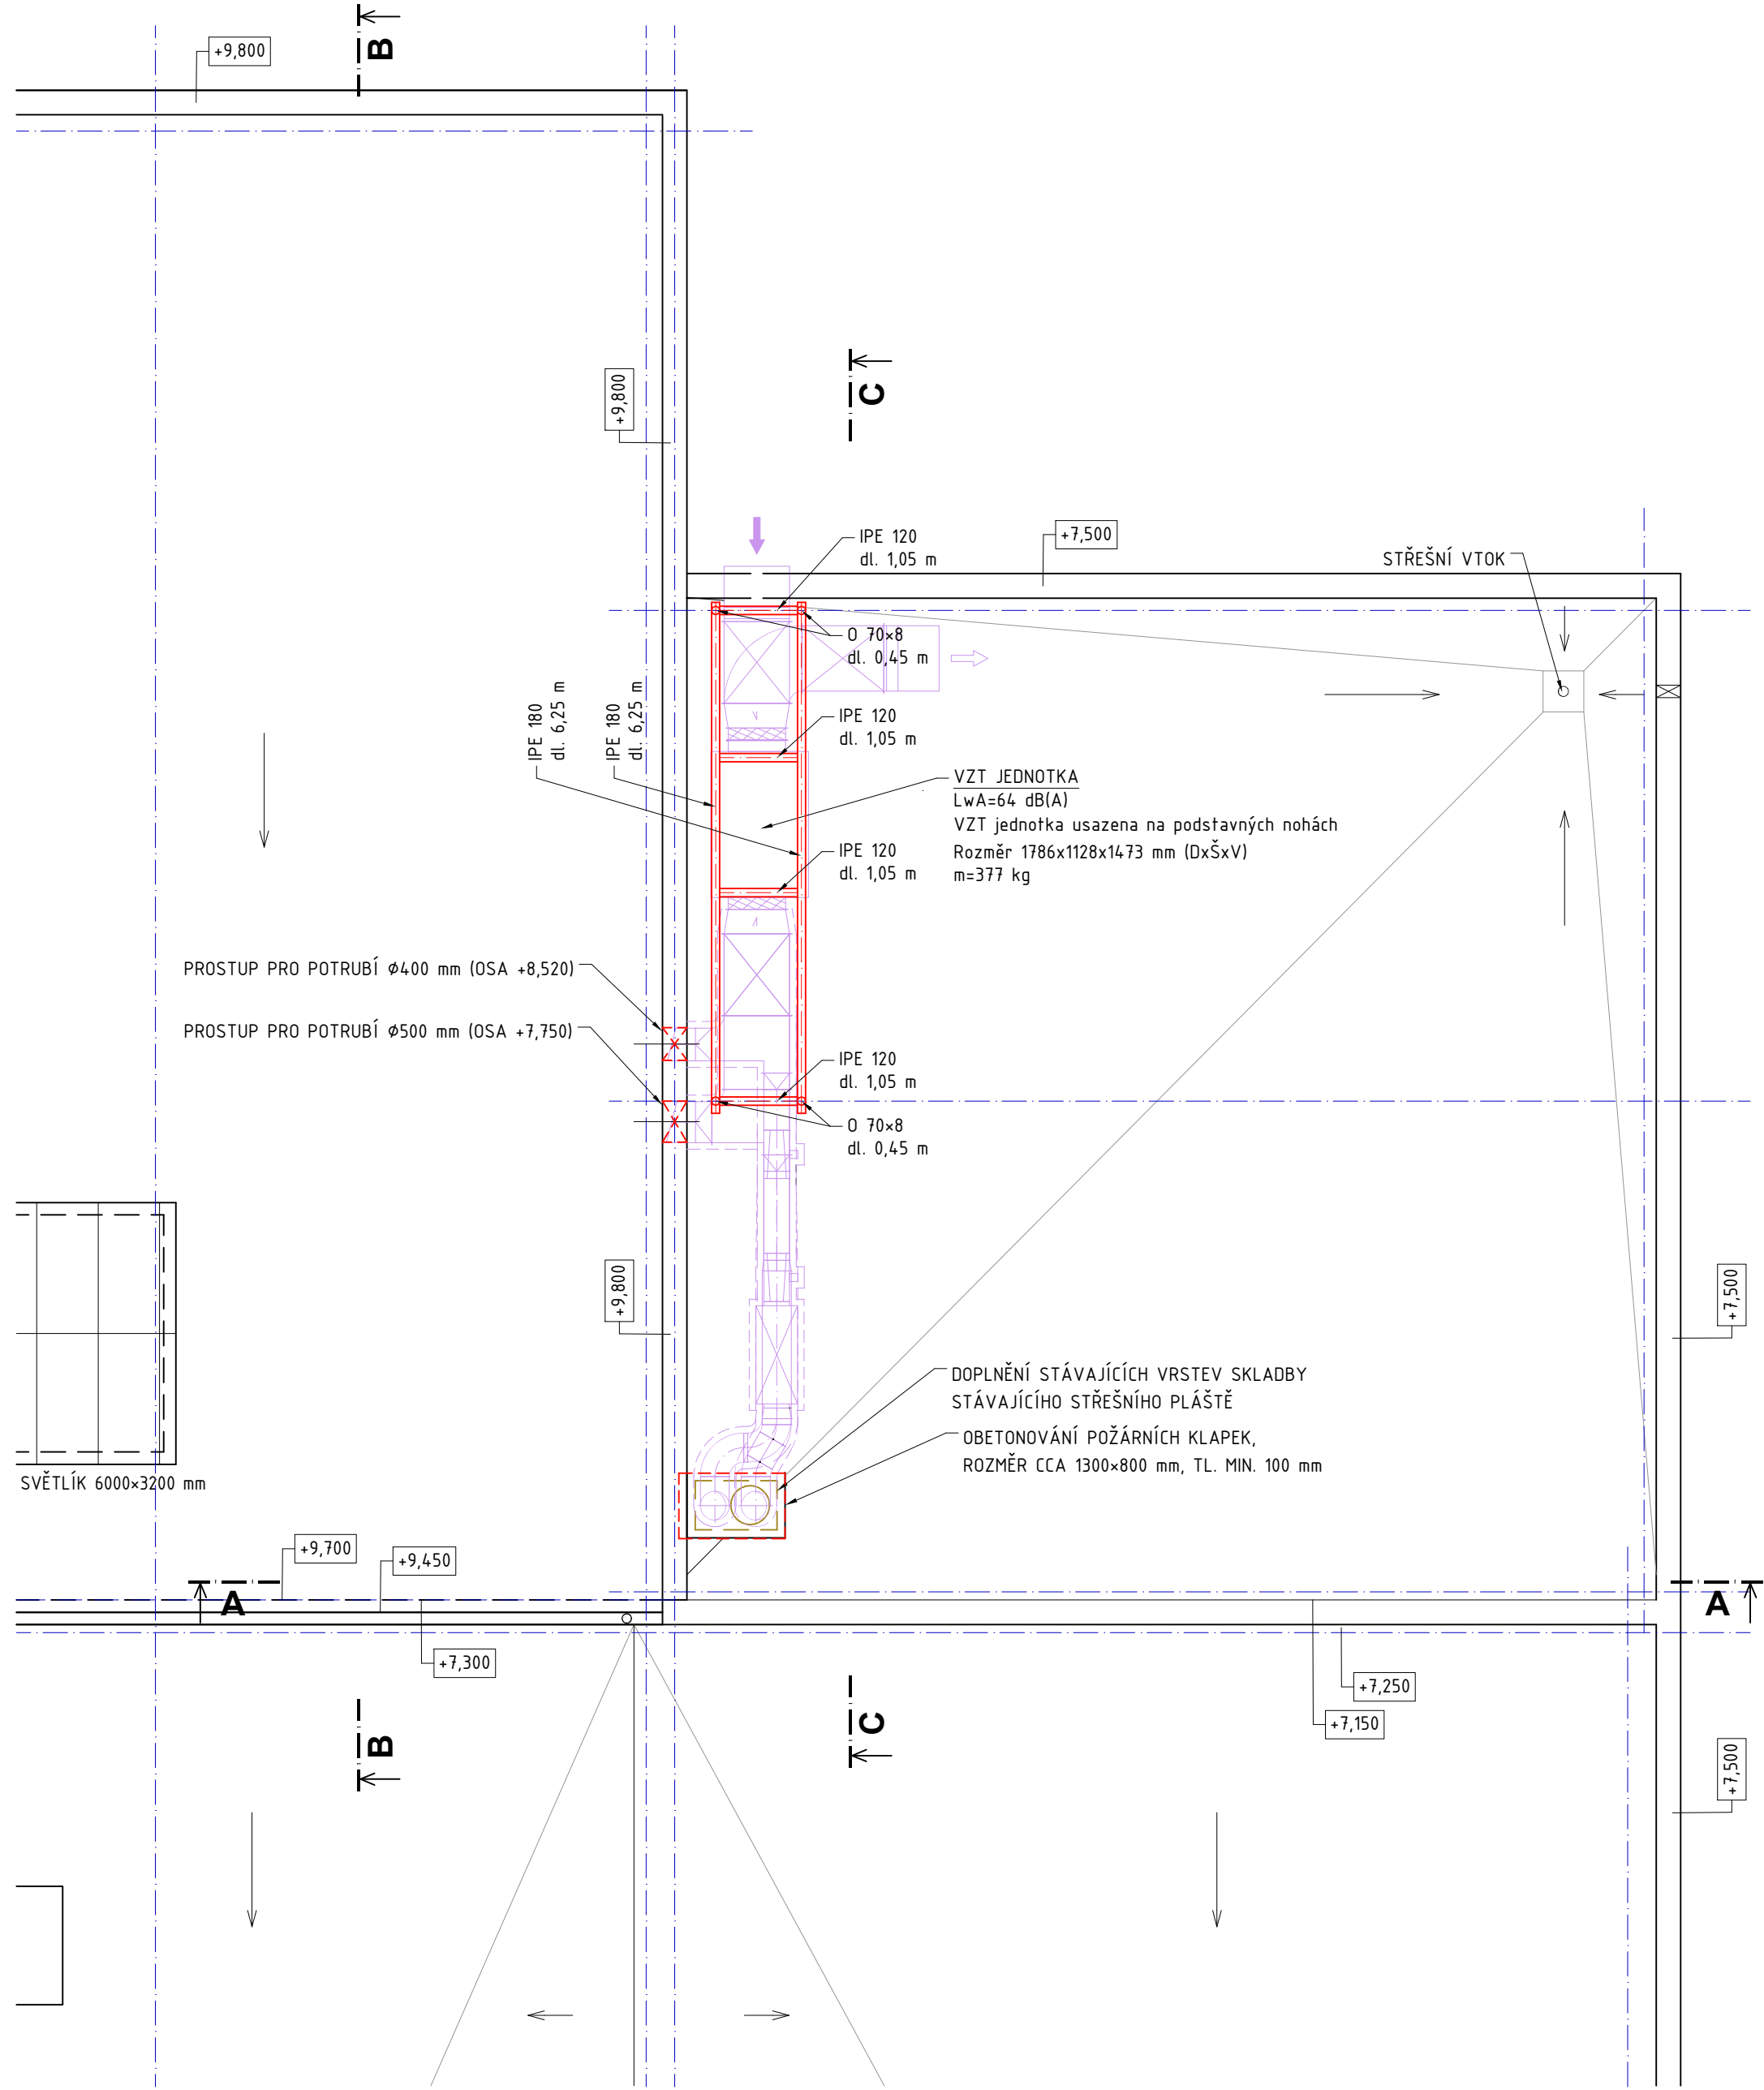 B
+9,800
+9,800
C
IPE 120
dl. 1,05 m
+7,500
STŘEŠNÍ VTOK
O 70×8
dl. 0,45 m
IPE 180
dl. 6,25 m
IPE 180
dl. 6,25 m
IPE 120
dl. 1,05 m
VZT JEDNOTKA
LwA=64 dB(A)
VZT jednotka usazena na podstavných nohách
Rozměr 1786x1128x1473 mm (DxŠxV)
m=377 kg
IPE 120
dl. 1,05 m
PROSTUP PRO POTRUBÍ Ø400 mm (OSA +8,520)
PROSTUP PRO POTRUBÍ Ø500 mm (OSA +7,750)
IPE 120
dl. 1,05 m
O 70×8
dl. 0,45 m
+9,800
+7,500
DOPLNĚNÍ STÁVAJÍCÍCH VRSTEV SKLADBY
STÁVAJÍCÍHO STŘEŠNÍHO PLÁŠTĚ
OBETONOVÁNÍ POŽÁRNÍCH KLAPEK,
ROZMĚR CCA 1300×800 mm, TL. MIN. 100 mm
SVĚTLÍK 6000×3200 mm
+9,700
+9,450
A
A
+7,300
+7,250
+7,150
B
C
+7,500